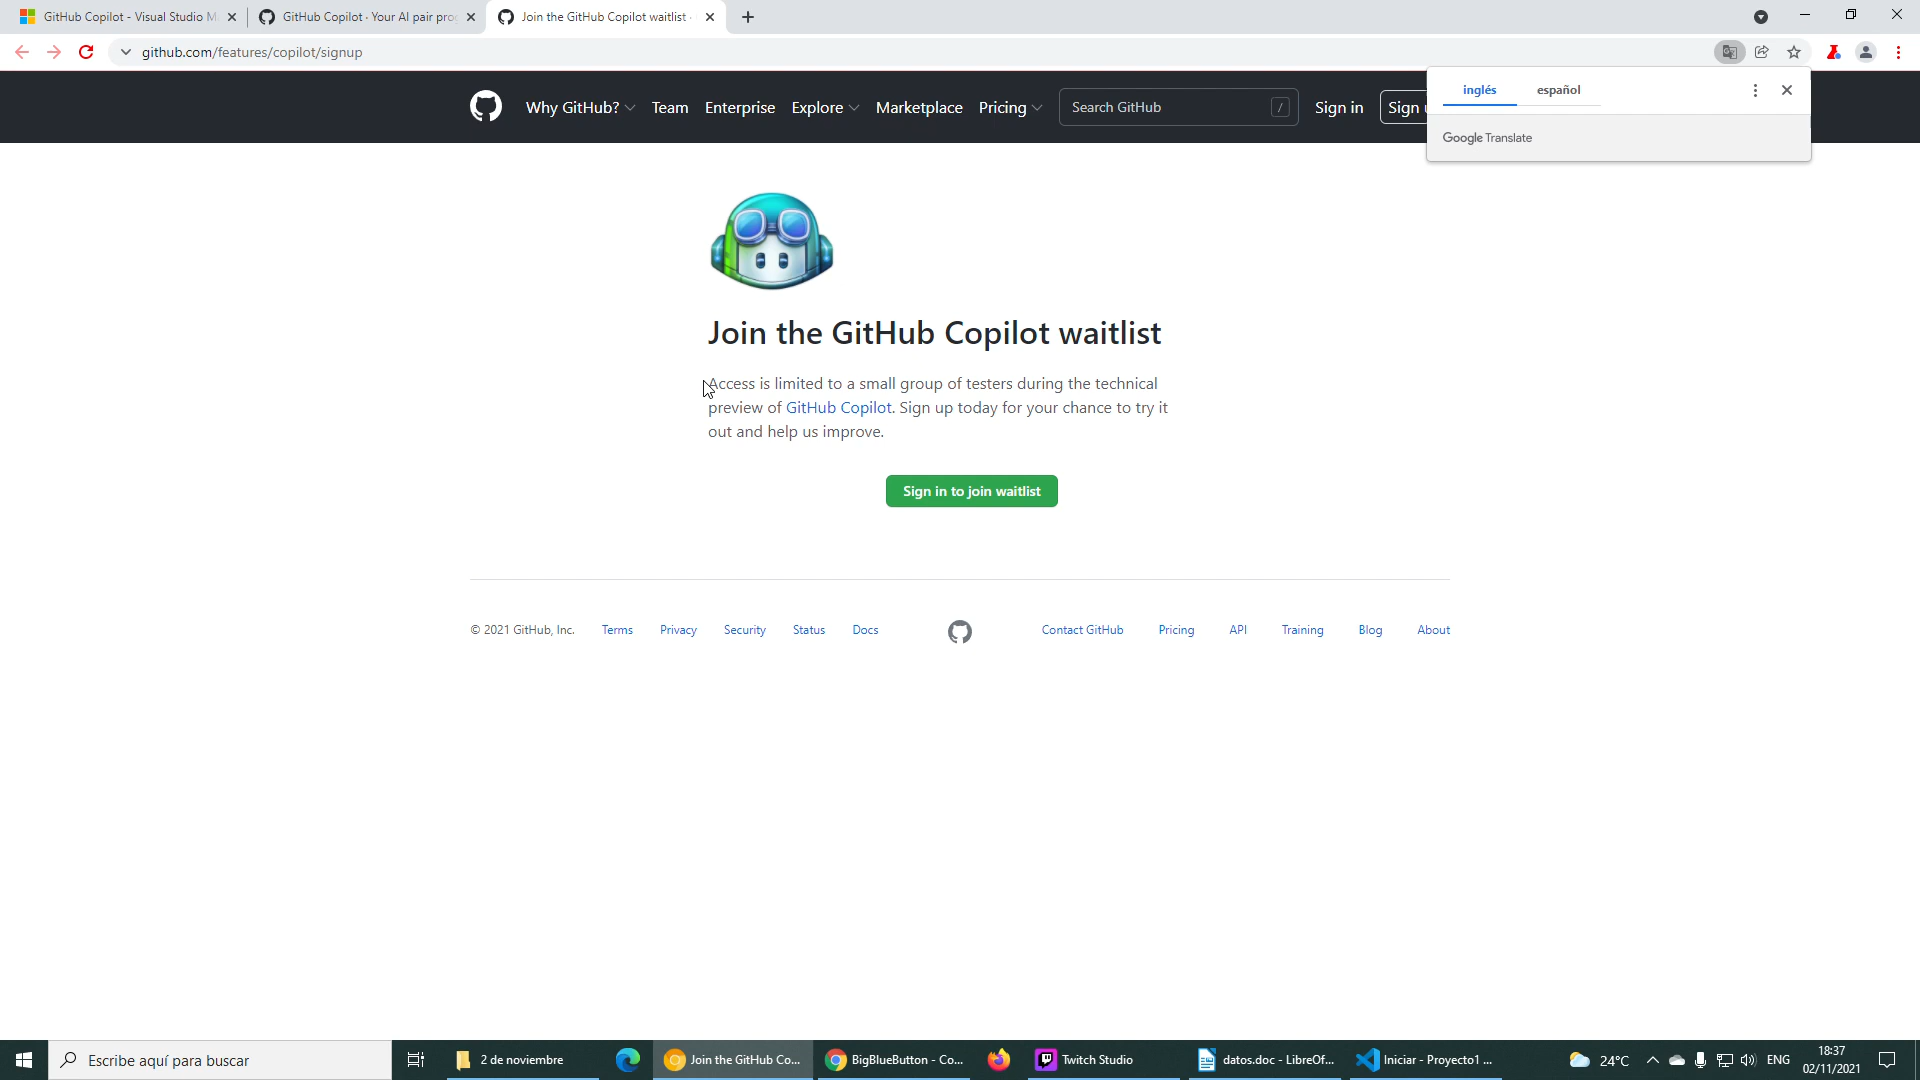 GitHub Copilot - Visual Studio M
GitHub Copilot · Your AI pair prog
Join the GitHub Copilot waitlist ·
github.com/features/copilot/signup
inglés
español
Google Translate
Why GitHub?
Team
Enterprise
Explore
Marketplace
Pricing
Search GitHub
/
Sign in
Sign
Join the GitHub Copilot waitlist
Access is limited to a small group of testers during the technical
preview of GitHub Copilot. Sign up today for your chance to try it
out and help us improve.
Sign in to join waitlist
© 2021 GitHub, Inc.
Terms
Privacy
Security
Status
Docs
Contact GitHub
Pricing
API
Training
Blog
About
Escribe aquí para buscar
2 de noviembre
Join the GitHub Co...
BigBlueButton - Co...
Twitch Studio
datos.doc - LibreOf...
Iniciar - Proyecto1 ...
24°C
ENG
18:37
02/11/2021